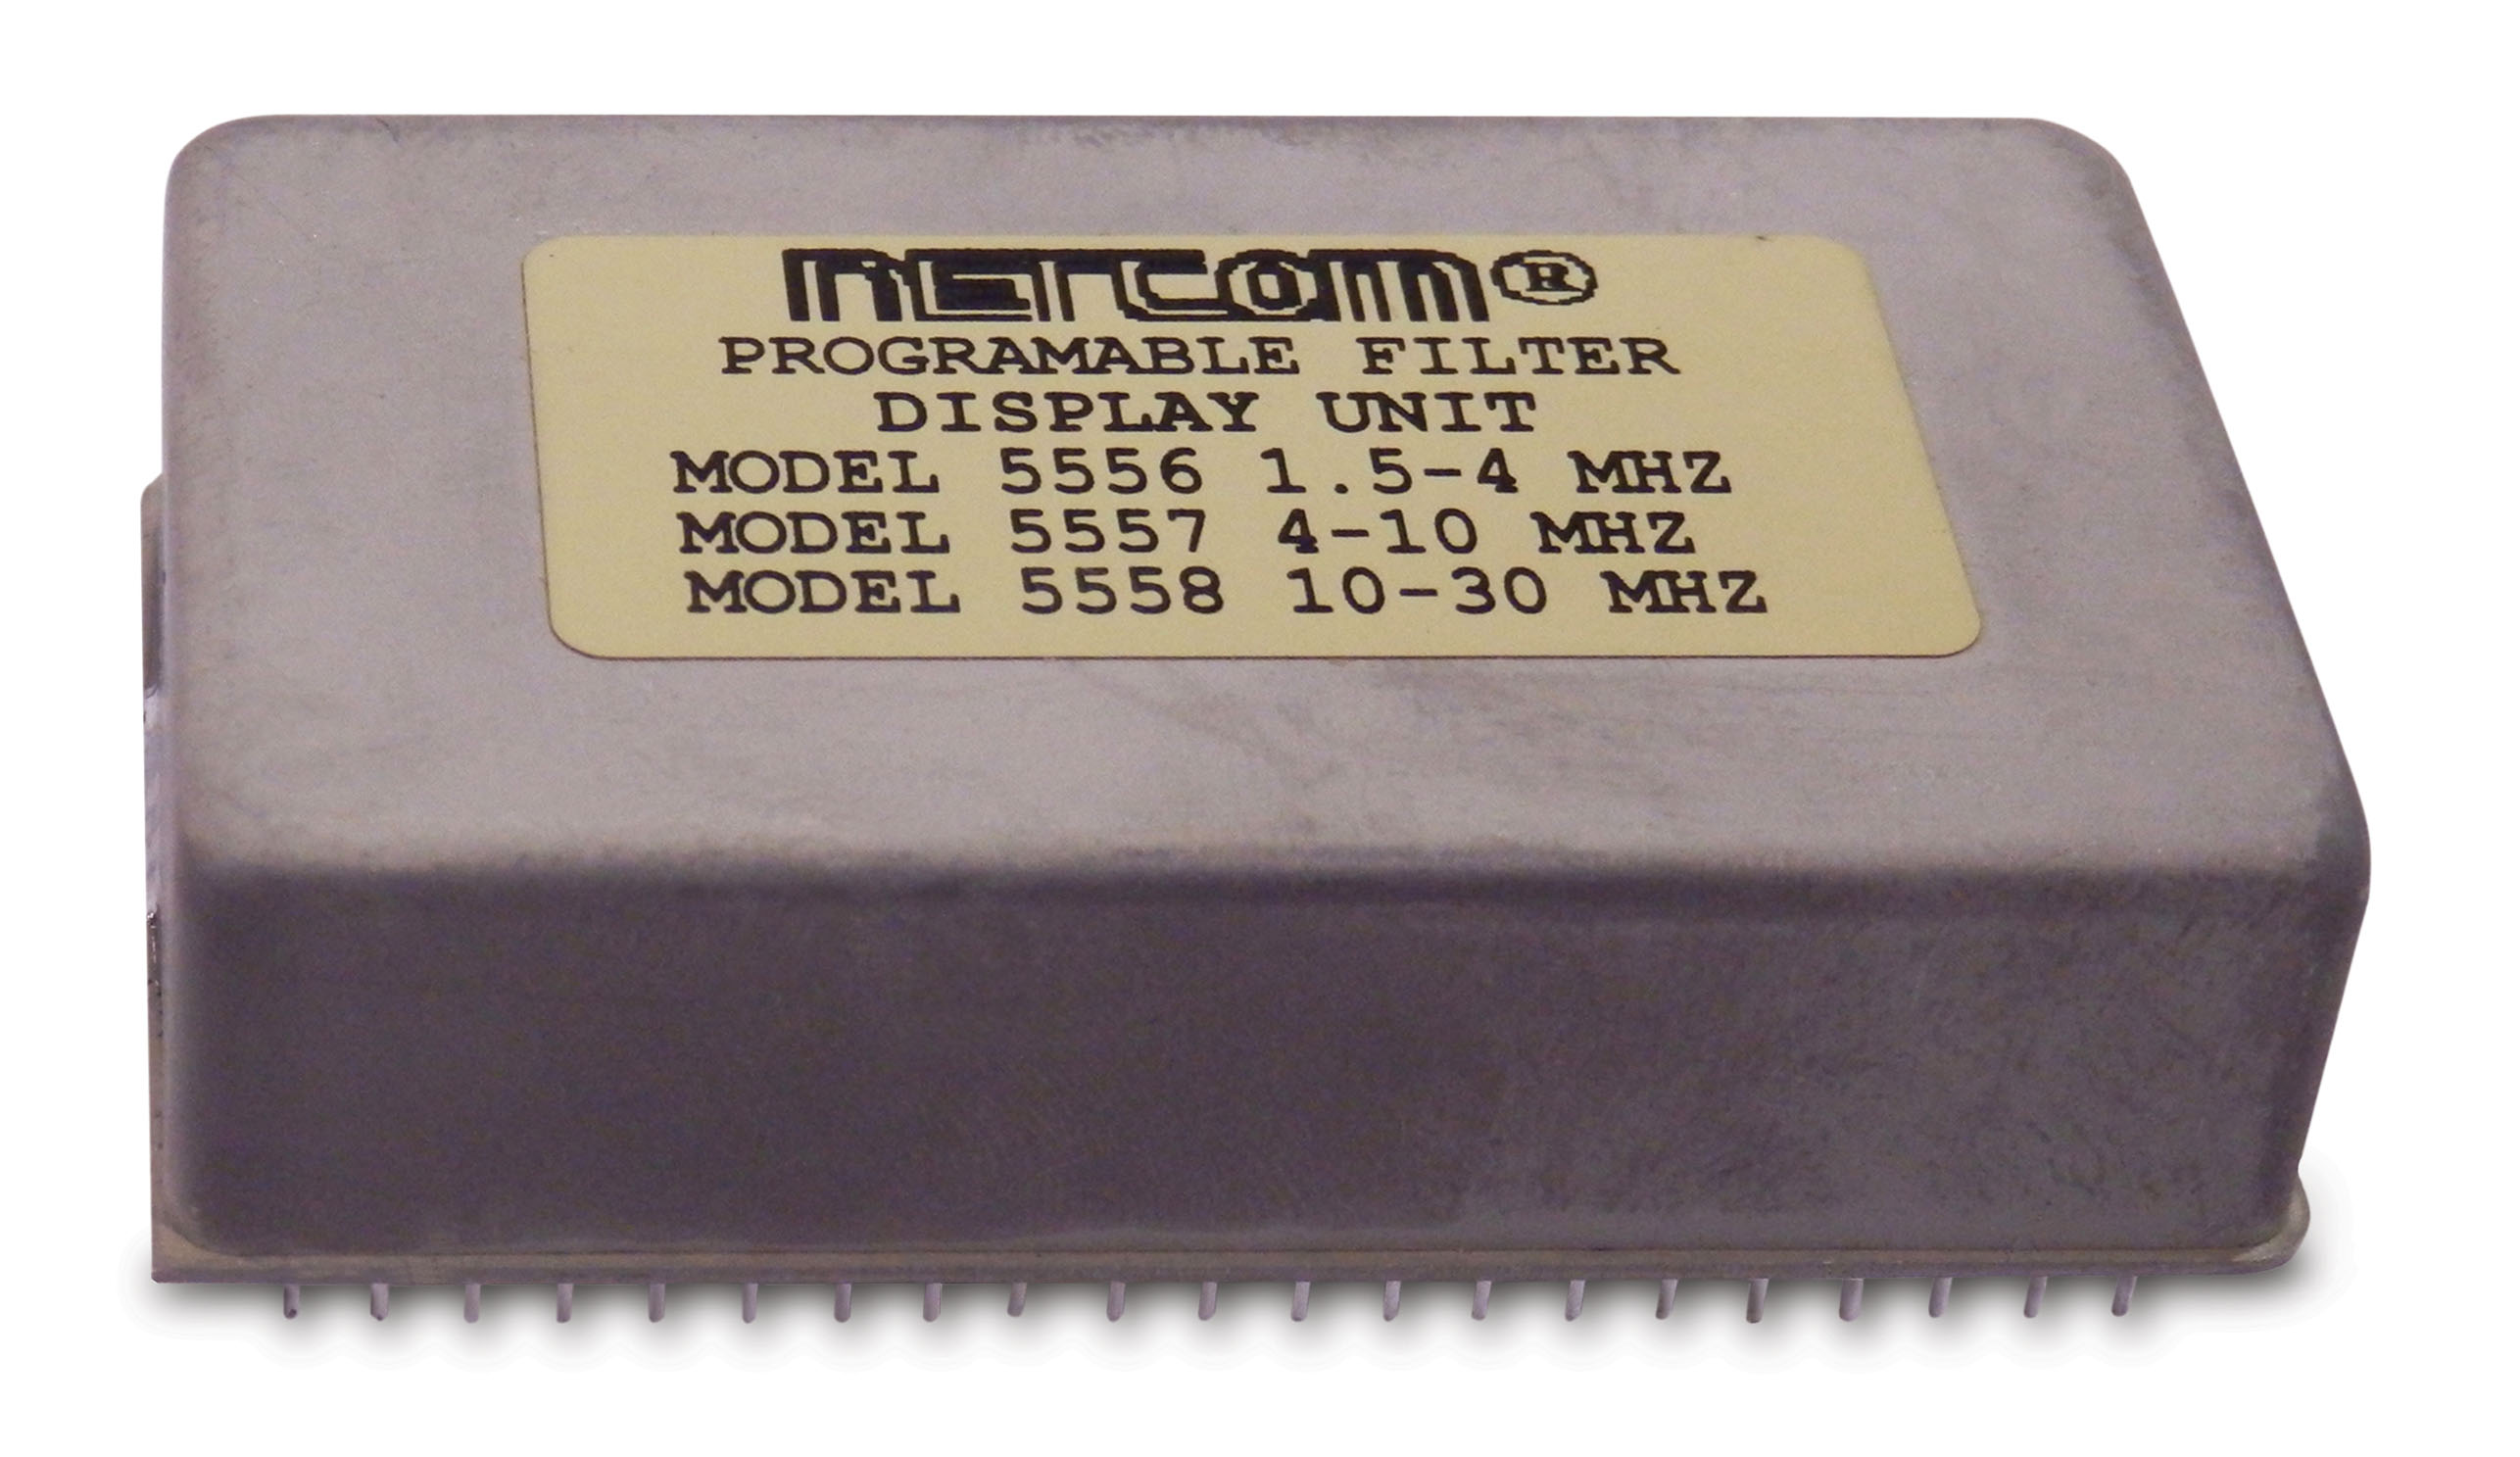 NETCOM®
PROGRAMABLE FILTER
DISPLAY UNIT
MODEL 5556 1.5-4 MHZ
MODEL 5557 4-10 MHZ
MODEL 5558 10-30 MHZ